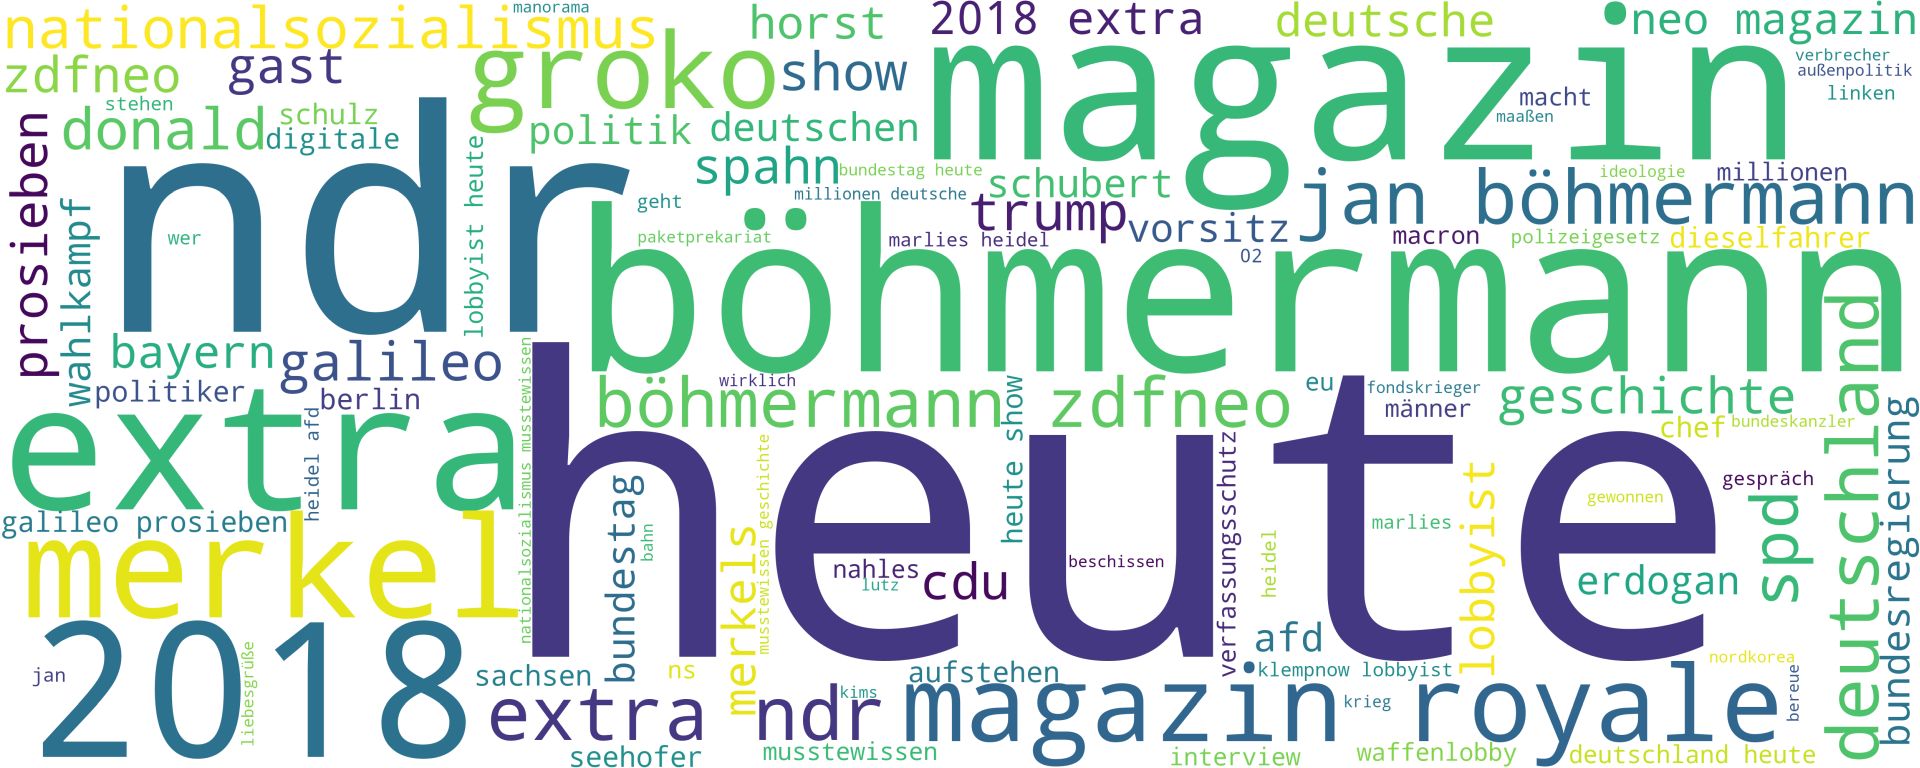 manorama
nationalsozialismus
horst
2018 extra
deutsche
neo magazin
zdfneo
gast
groko
show
magazin
verbrecher
außenpolitik
linken
stehen
schulz
donald
digitale
politik
deutschen
macht
maaßen
prosieben
ndr
lobbyist heute
spahn
bundestag heute
millionen deutsche
schubert
ideologie
millionen
wahlkampf
wer
geht
trump
vorsitz
jan böhmermann
paketprekariat
marlies heidel
O2
macron
polizeigesetz
dieselfahrer
böhmermann
bayern
galileo
politiker
berlin
wirklich
eu
fondskrieger
männer
geschichte
deutschland
extra
heidel afd
nationalsozialismus musstewissen
böhmermann zdfneo
heute show
chef
bundeskanzler
bundesregierung
heute
galileo prosieben
merkel
bundestag
bahn
merkels
musstewissen geschichte
nahles
lutz
cdu
beschissen
verfassungsschutz
heidel
marlies
lobbyist
gewonnen
gespräch
spd
erdogan
2018
jan
liebesgrüße
sachsen
ns
aufstehen
afd
klempnow lobbyist
nordkorea
extra ndr
kims
magazin royale
krieg
bereue
seehofer
musstewissen
interview
waffenlobby
deutschland heute